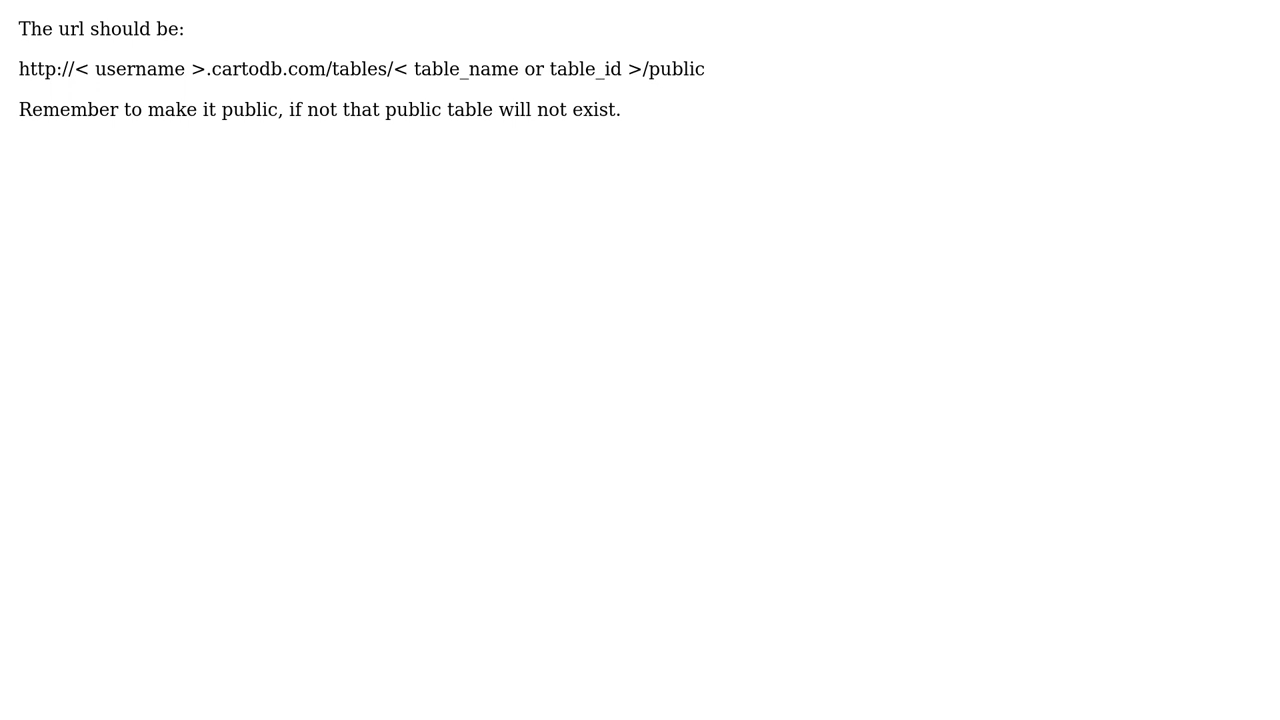 The url should be:
http://< username >.cartodb.com/tables/< table_name or table_id >/public
Remember to make it public, if not that public table will not exist.